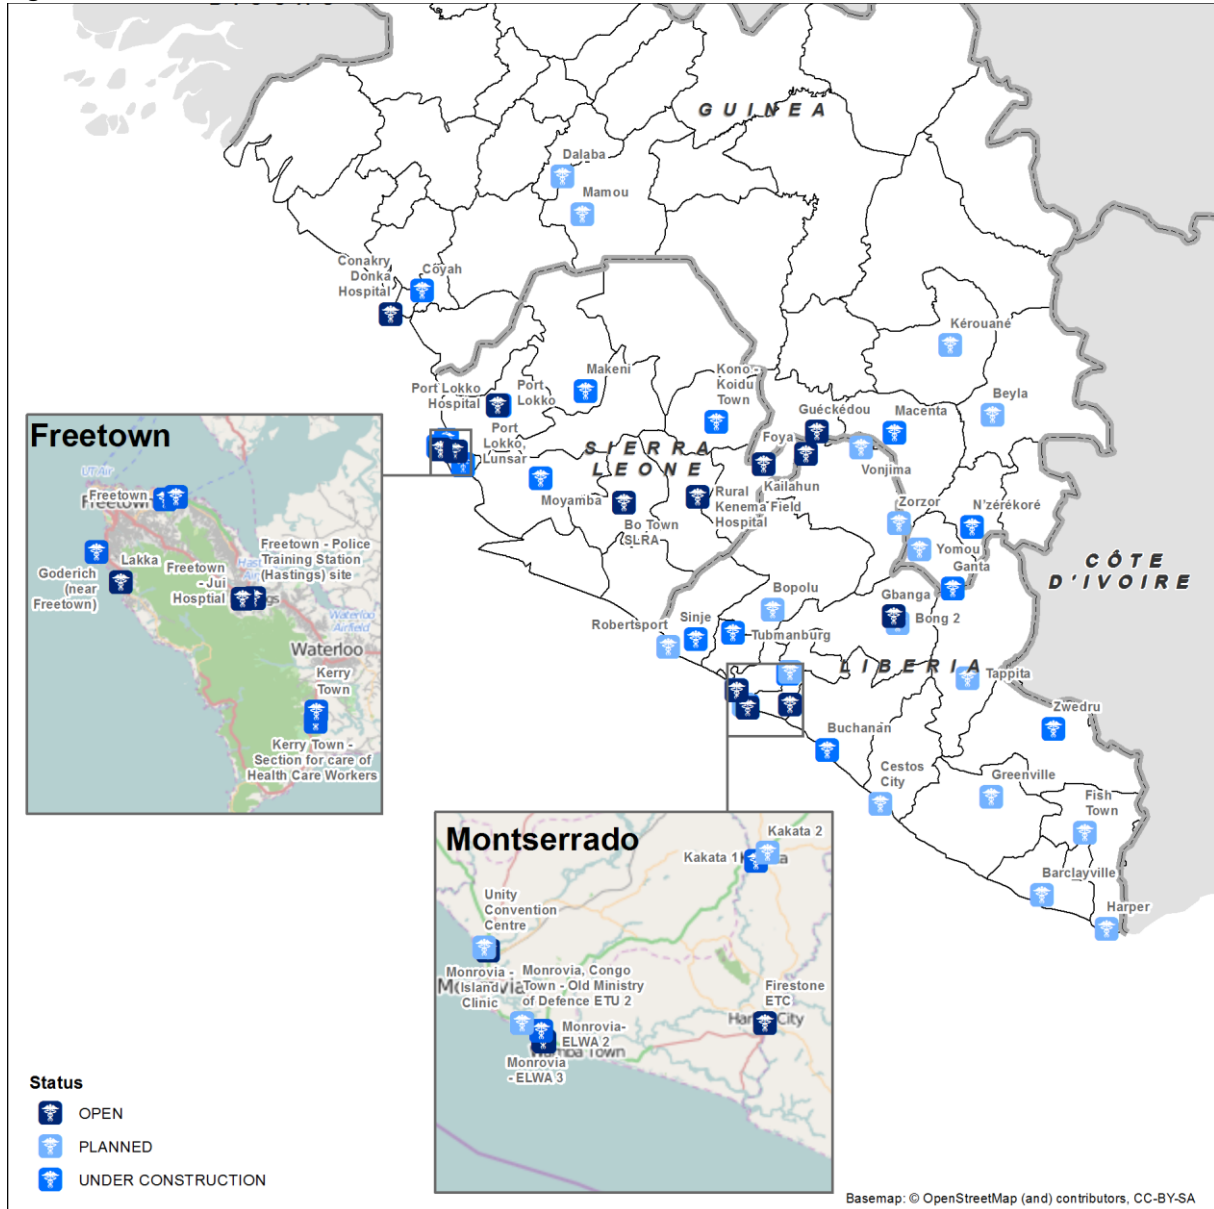 GUINEA
Dalaba
Mamou
Conakry
Donka
Hospital
Coyah
Kérouané
Beyla
Makeni
Kono -
Koidu
Town
Port Lokko
Hospital
Port
Lokko
Port
Lokko,
Lunsar
Guéckédou
Macenta
SIERRA
LEONE
Foya
Kailahun
Vonjima
Moyamba
Bo Town
SLRA
Rural
Kenema Field
Hospital
Zorzor
N'zérékoré
Yomou
Ganta
CÔTE
D'IVOIRE
Bopolu
Gbanga
Bong 2
Robertsport
Sinje
Tubmanburg
LIBERIA
Tappita
Zwedru
Buchanan
Cestos
City
Greenville
Fish
Town
Barclayville
Harper
Freetown
UT Air
Freetown
Freetown
Goderich
(near
Freetown)
Lakka
Freetown
- Jui
Hosptial
Freetown - Police
Training Station
(Hastings) site
Waterloo
Airfield
Waterloo
Kerry
Town
Kerry Town -
Section for care of
Health Care Workers
Montserrado
Kakata 2
Kakata 1
Unity
Convention
Centre
Monrovia -
Island
Clinic
Monrovia, Congo
Town - Old Ministry
of Defence ETU 2
Monrovia-
ELWA 2
Monrovia
- ELWA 3
Firestone
ETC
Status
OPEN
PLANNED
UNDER CONSTRUCTION
Basemap: © OpenStreetMap (and) contributors, CC-BY-SA